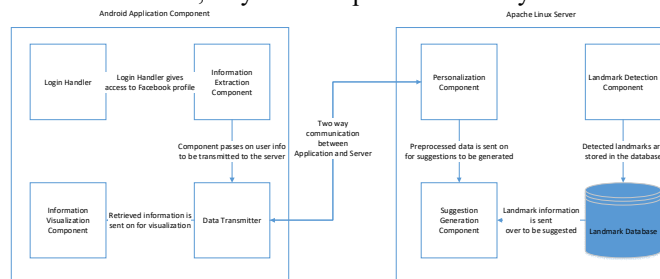 Android Application Component
Apache Linux Server
Login Handler
Login Handler gives
access to Facebook profile
Information
Extraction
Component
Personalization
Component
Landmark Detection
Component
Two way
communication
between
Application and Server
Component passes on user info
to be transmitted to the server
Preprocessed data is sent on
for suggestions to be generated
Detected landmarks are
stored in the database
Information
Visualization
Component
Retrieved information is
sent on for visualization
Data Transmitter
Suggestion
Generation
Component
Landmark information
is sent
over to be suggested
Landmark Database